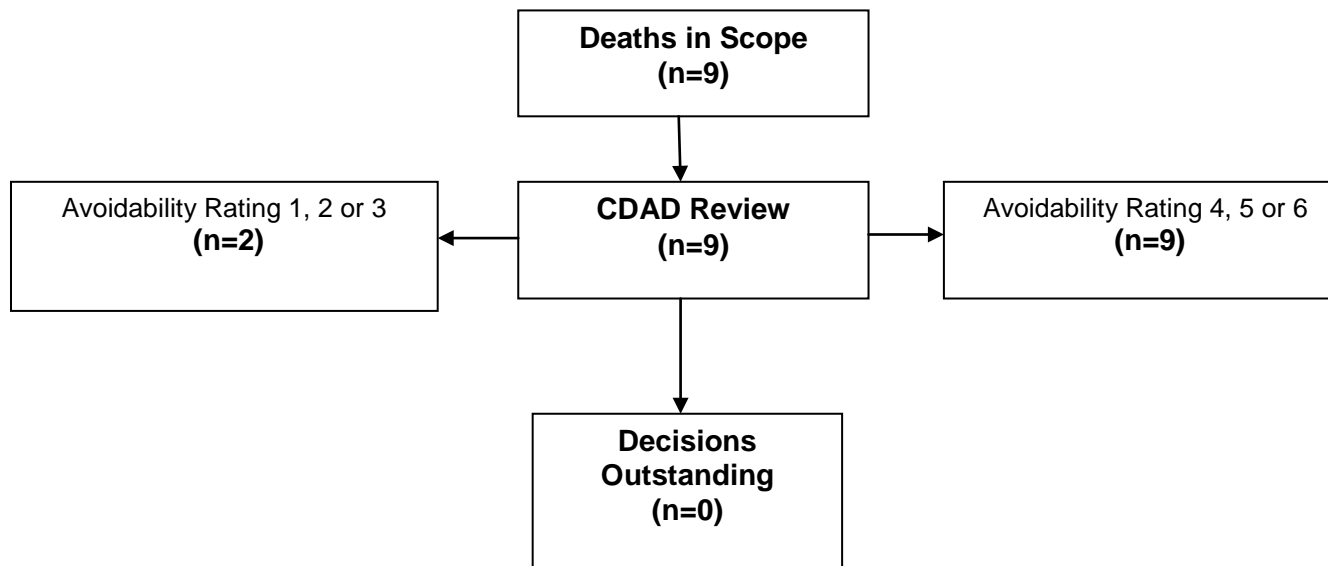 Deaths in Scope
(n=9)
Avoidability Rating 1, 2 or 3
(n=2)
CDAD Review
(n=9)
Avoidability Rating 4, 5 or 6
(n=9)
Decisions
Outstanding
(n=0)